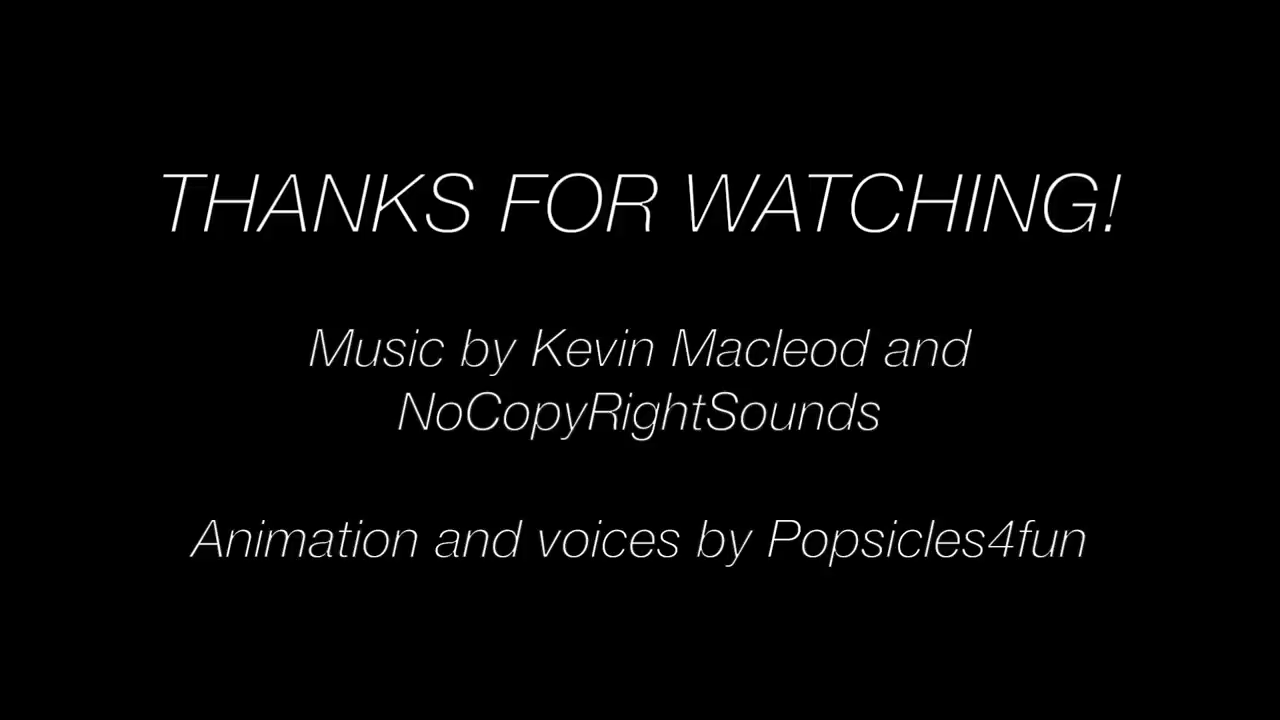 THANKS FOR WATCHING!
Music by Kevin Macleod and
NoCopyRightSounds
Animation and voices by Popsicles4fun